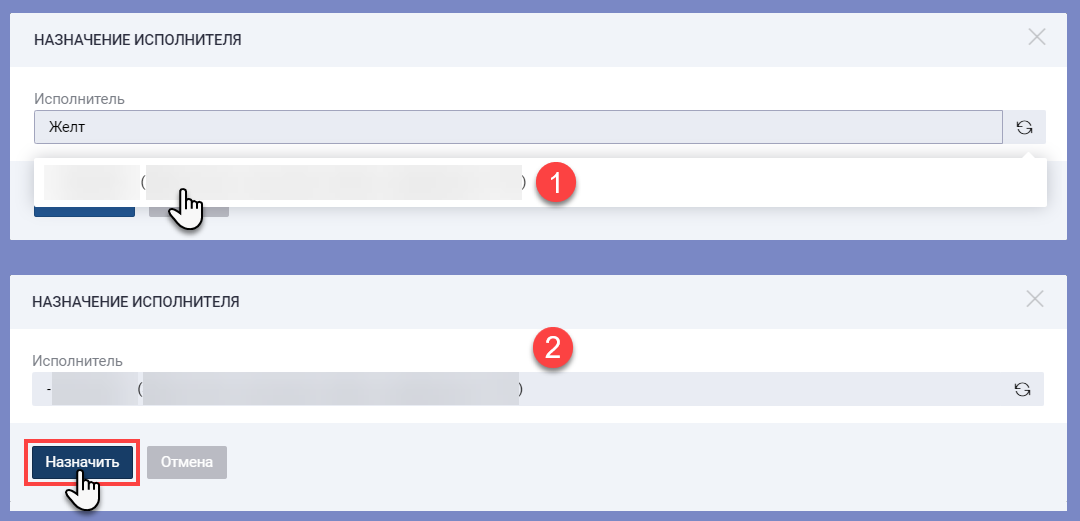 НАЗНАЧЕНИЕ ИСПОЛНИТЕЛЯ
Исполнитель
Желт
( ) 1
НАЗНАЧЕНИЕ ИСПОЛНИТЕЛЯ
2
Исполнитель
- ( )
Назначить Отмена